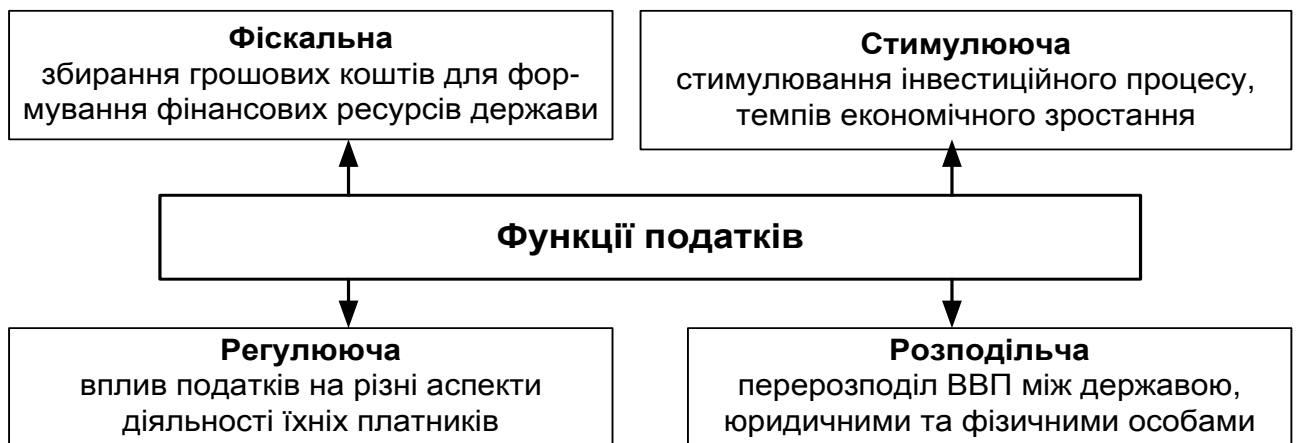 Фіскальна
збирання грошових коштів для фор-
мування фінансових ресурсів держави
Стимулююча
стимулювання інвестиційного процесу,
темпів економічного зростання
Функції податків
Регулююча
вплив податків на різні аспекти
діяльності їхніх платників
Розподільча
перерозподіл ВВП між державою,
юридичними та фізичними особами